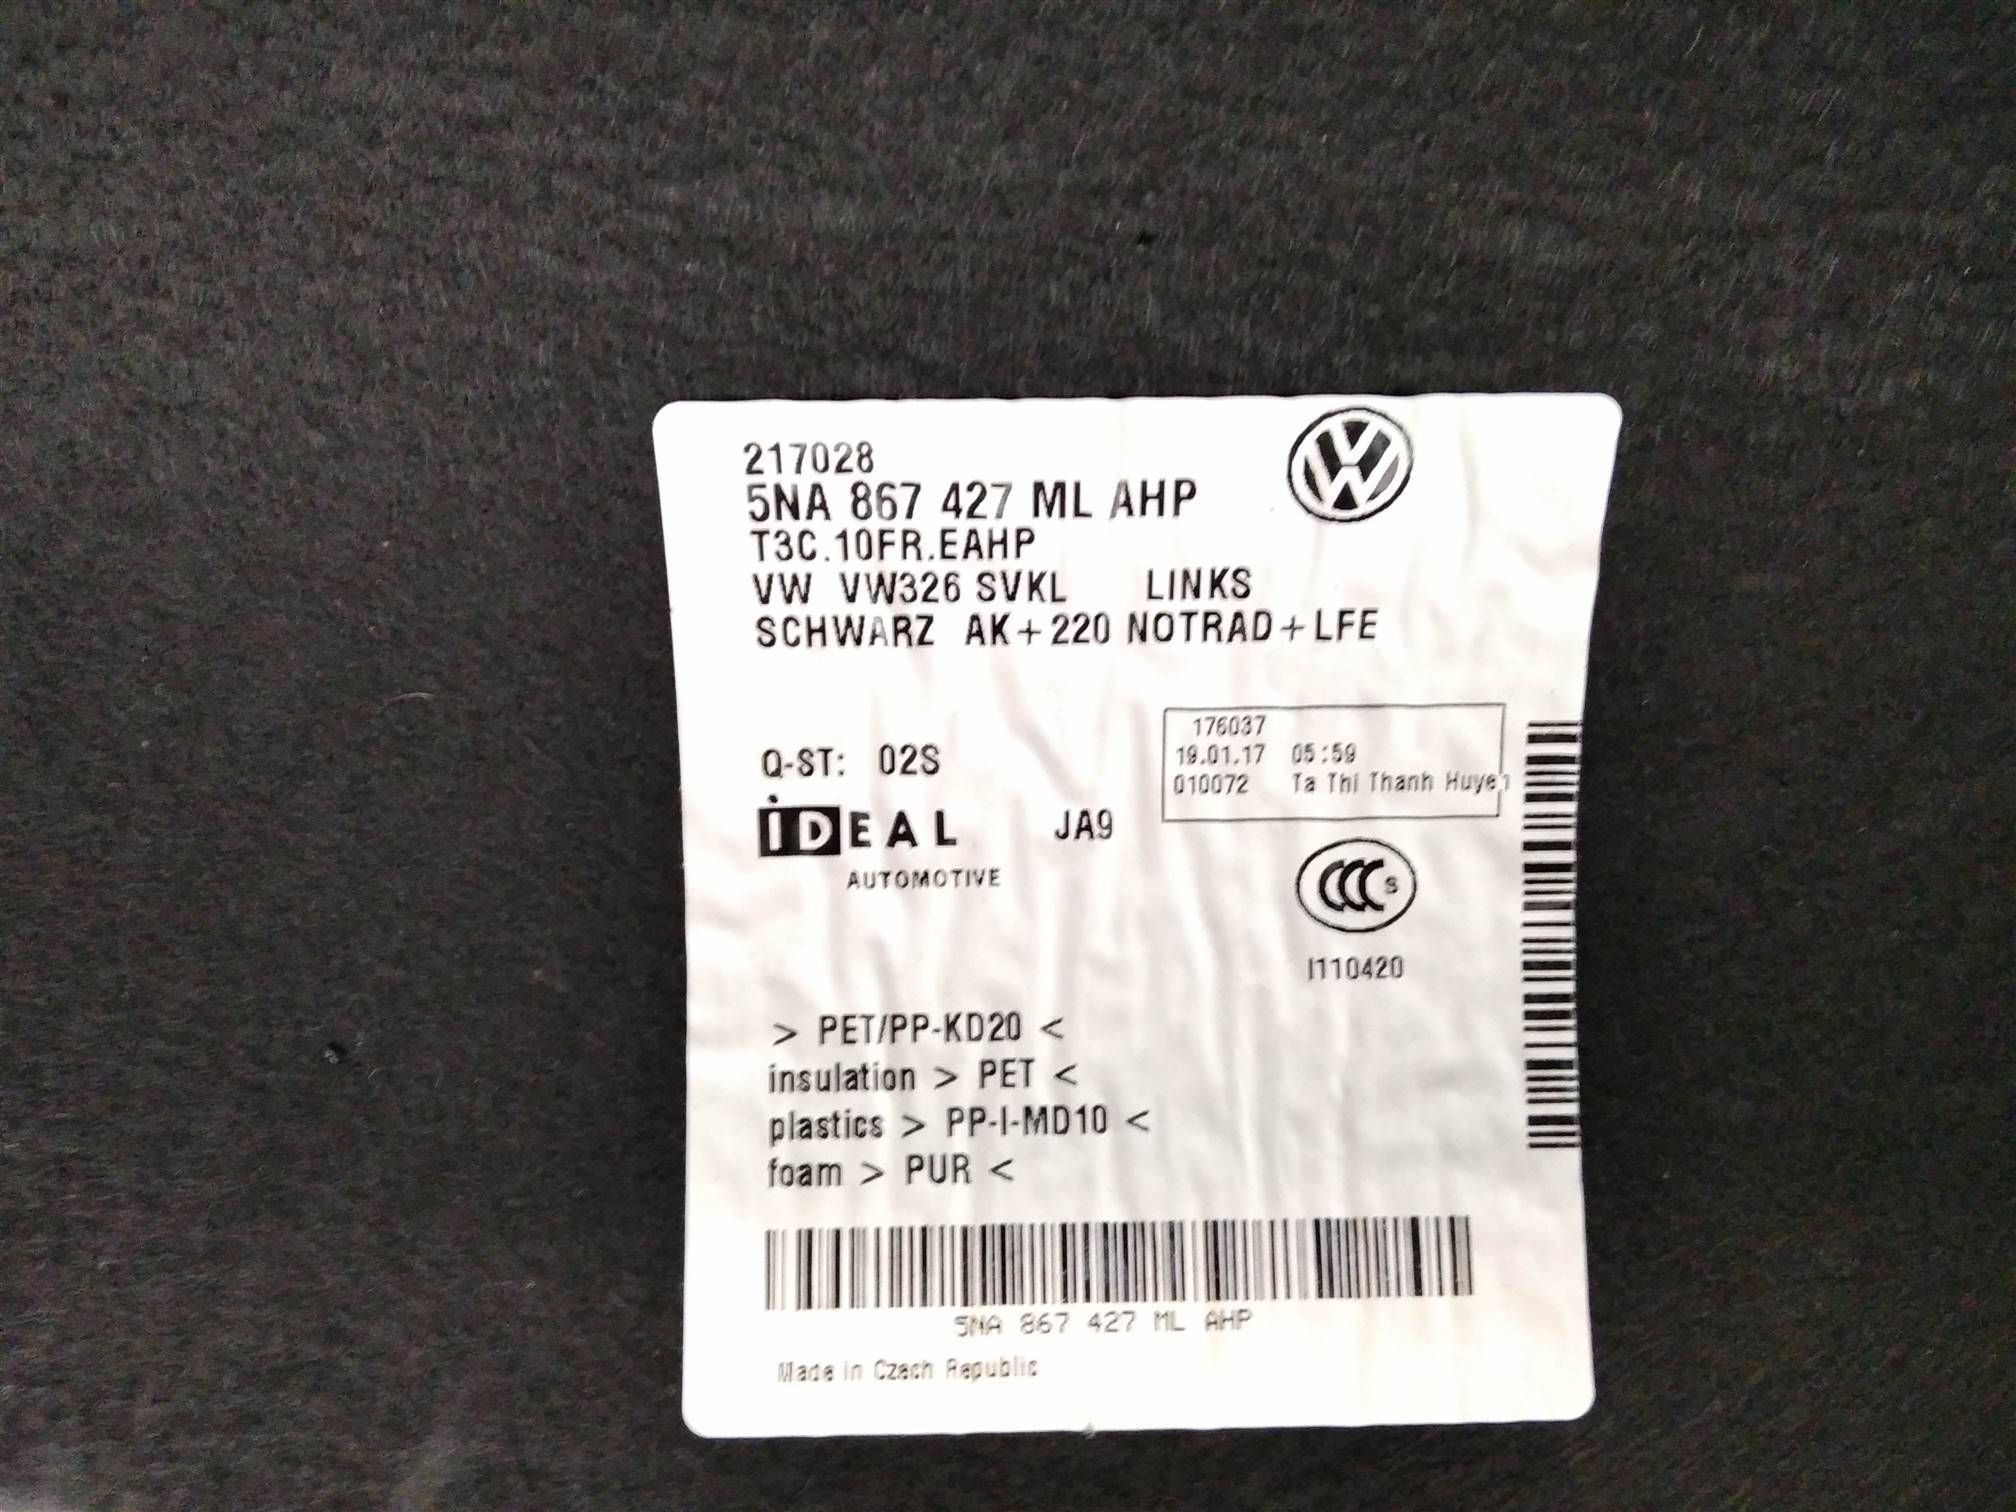 217028
5NA 867 427 ML AHP
T3C.10FR.EAHP
VW VW326 SVKL LINKS
SCHWARZ AK+220 NOTRAD+LFE
176037
19.01.17 05:59
010072 Ta Thi Thanh Huyen
Q-ST: 02S
iDEAL JA9
AUTOMOTIVE
CCC S
I110420
> PET/PP-KD20 <
insulation > PET <
plastics > PP-I-MD10 <
foam > PUR <
5NA 867 427 ML AHP
Made in Czech Republic